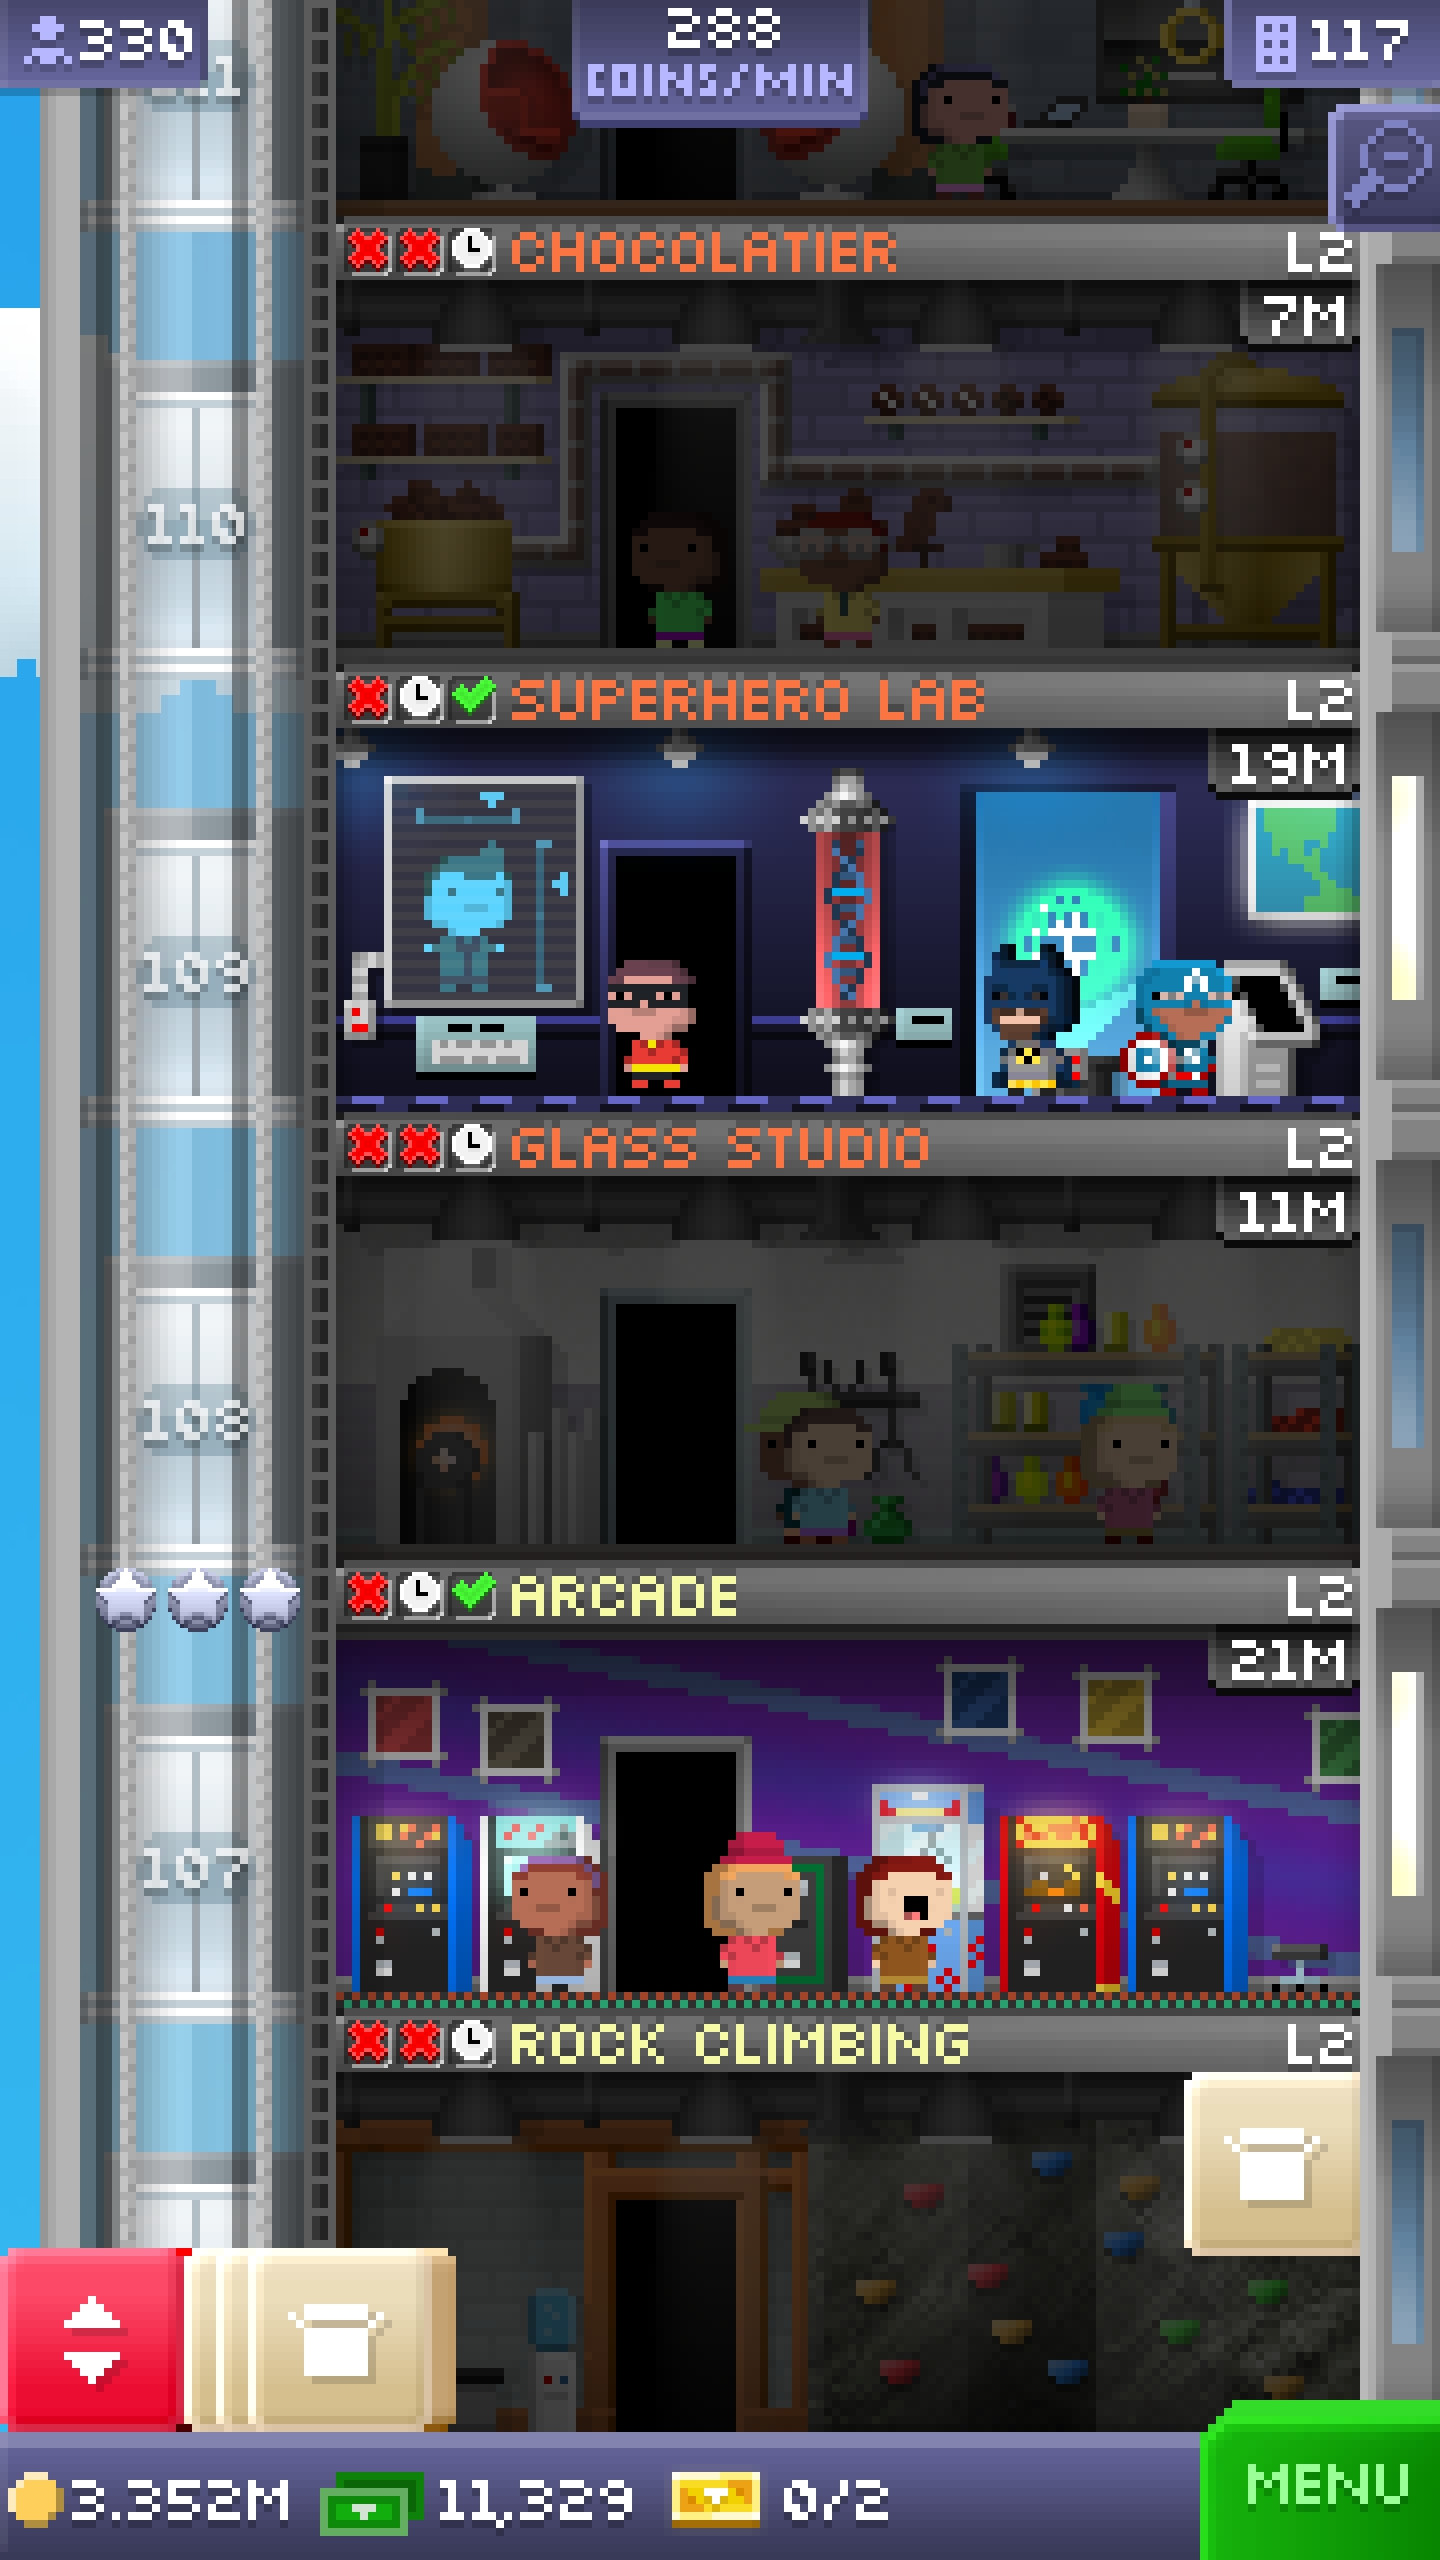 330
288
COINS/MIN
117
CHOCOLATIER
L2
7M
110
SUPERHERO LAB
L2
19M
109
GLASS STUDIO
L2
11M
108
ARCADE
L2
21M
107
ROCK CLIMBING
L2
3.352M
11,329
0/2
MENU